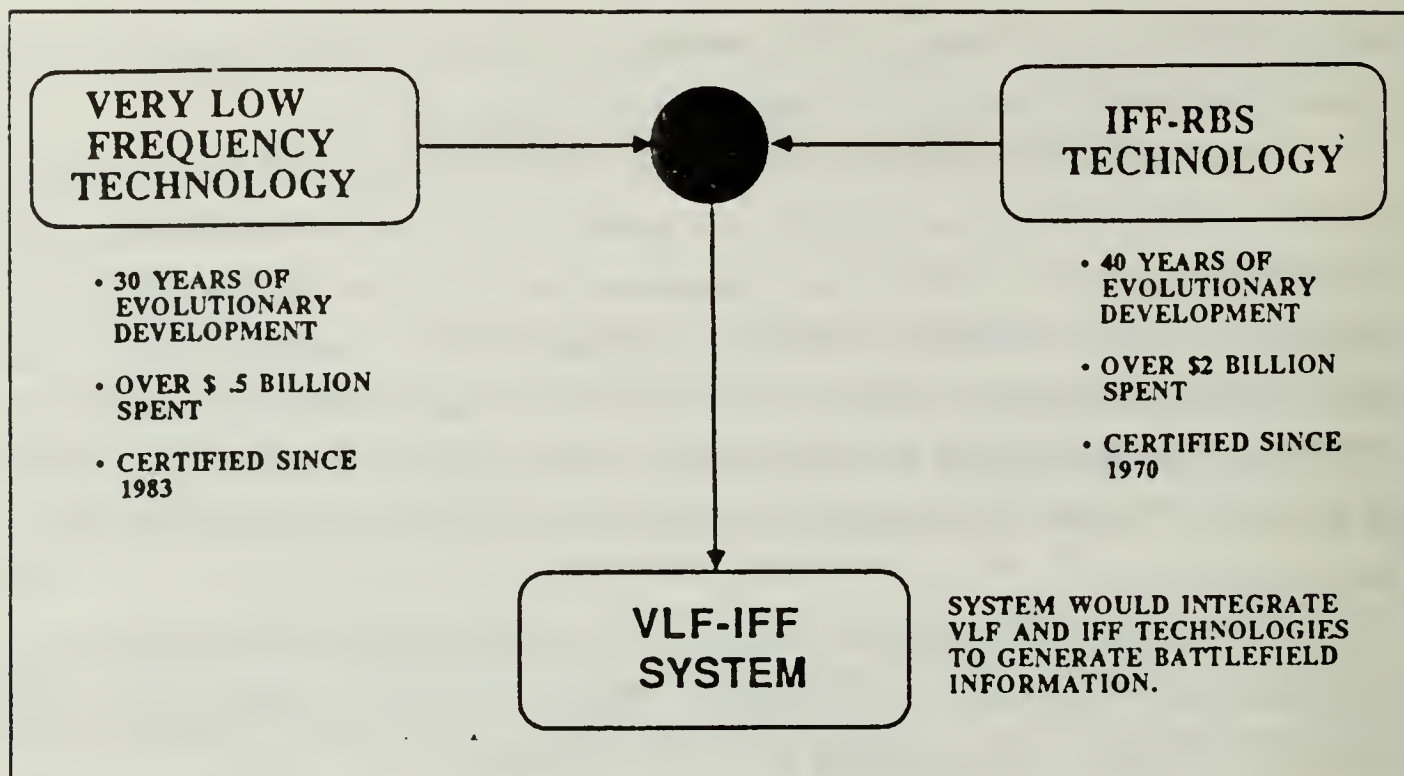 VERY LOW
FREQUENCY
TECHNOLOGY
• 30 YEARS OF
EVOLUTIONARY
DEVELOPMENT
• OVER $ .5 BILLION
SPENT
• CERTIFIED SINCE
1983
IFF-RBS
TECHNOLOGY
• 40 YEARS OF
EVOLUTIONARY
DEVELOPMENT
• OVER $2 BILLION
SPENT
• CERTIFIED SINCE
1970
VLF-IFF
SYSTEM
SYSTEM WOULD INTEGRATE
VLF AND IFF TECHNOLOGIES
TO GENERATE BATTLEFIELD
INFORMATION.